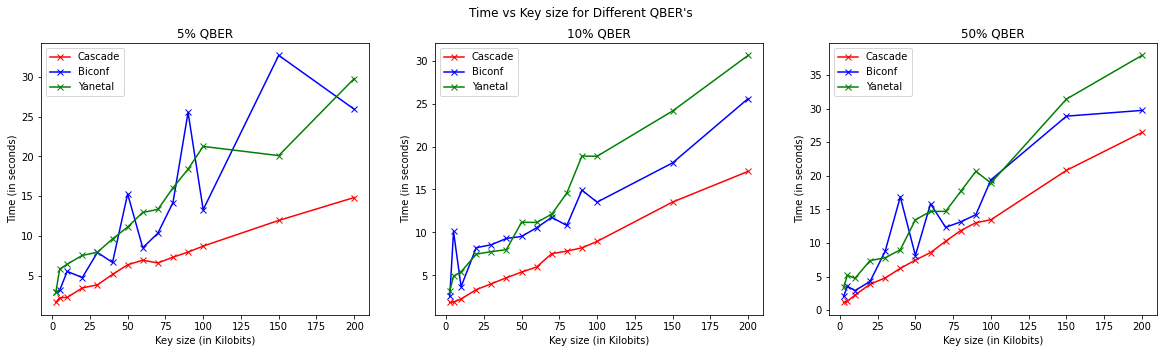 Time vs Key size for Different QBER's
5% QBER
Cascade
Biconf
Yanetal
30
25
20
15
10
5
Time (in seconds)
0 25 50 75 100 125 150 175 200
Key size (in Kilobits)
10% QBER
Cascade
Biconf
Yanetal
30
25
20
15
10
5
Time (in seconds)
0 25 50 75 100 125 150 175 200
Key size (in Kilobits)
50% QBER
Cascade
Biconf
Yanetal
35
30
25
20
15
10
5
0
Time (in seconds)
0 25 50 75 100 125 150 175 200
Key size (in Kilobits)